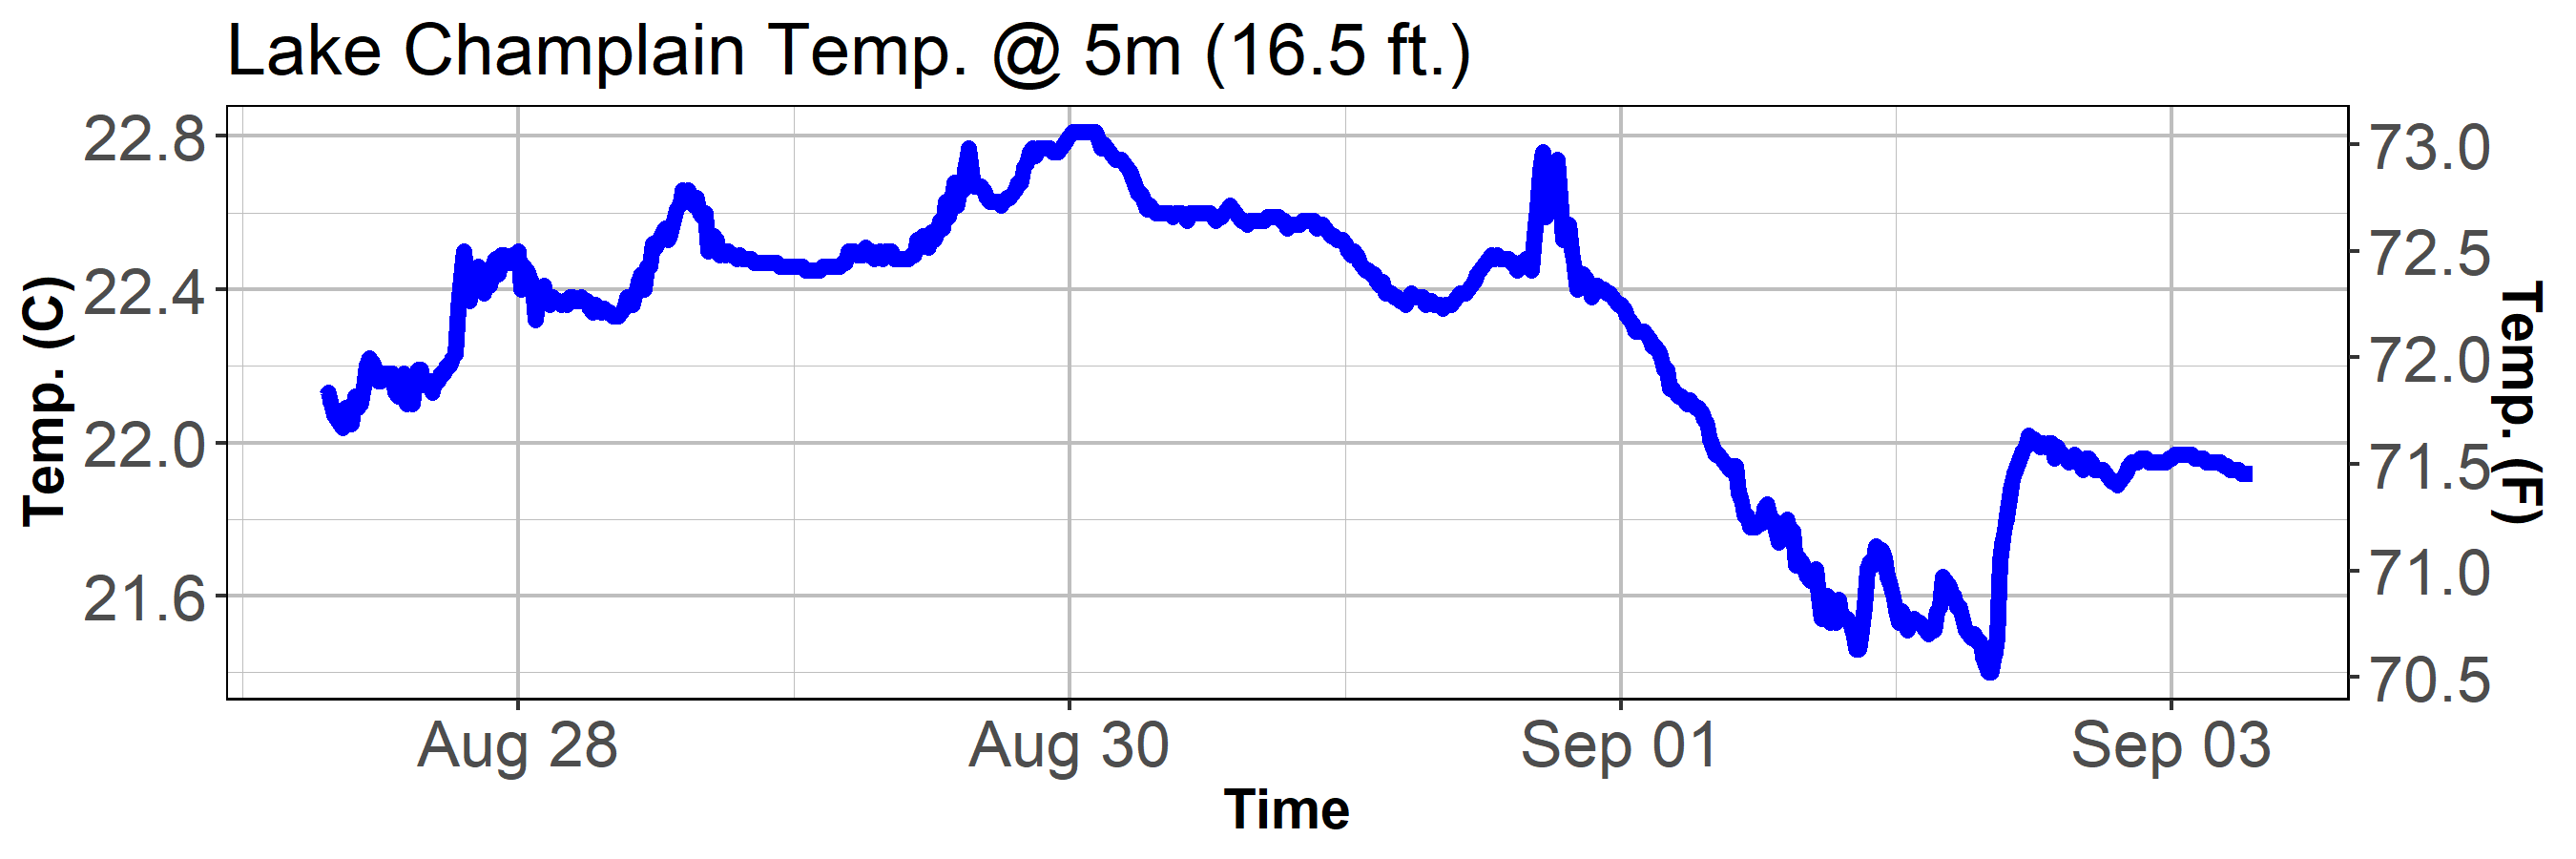 Lake Champlain Temp. @ 5m (16.5 ft.)
22.8
22.4
22.0
21.6
Temp. (C)
73.0
72.5
72.0
71.5
71.0
70.5
Temp. (F)
Aug 28
Aug 30
Sep 01
Sep 03
Time